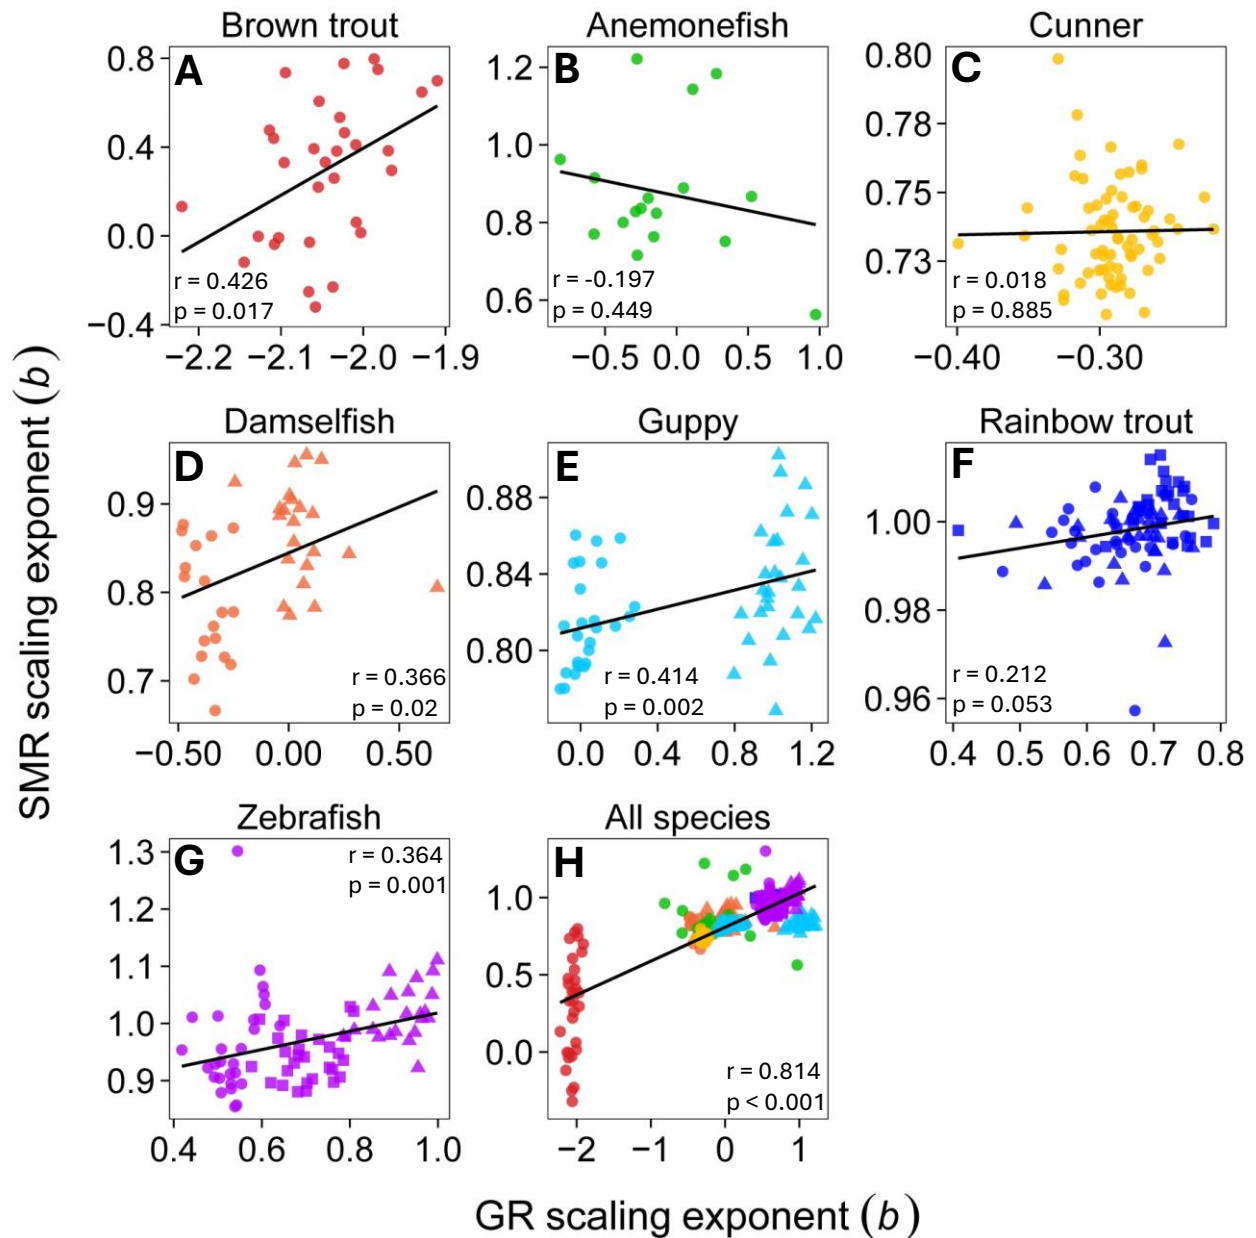 Brown trout
A
0.8
0.4
0.0
−0.4
r = 0.426
p = 0.017
−2.2 −2.1 −2.0 −1.9
Anemonefish
B
1.2
1.0
0.8
0.6
r = -0.197
p = 0.449
−0.5 0.0 0.5 1.0
Cunner
C
0.80
0.78
0.75
0.73
r = 0.018
p = 0.885
−0.40 −0.30
SMR scaling exponent (b)
Damselfish
D
0.9
0.8
0.7
r = 0.366
p = 0.02
−0.50 0.00 0.50
Guppy
E
0.88
0.84
0.80
r = 0.414
p = 0.002
0.0 0.4 0.8 1.2
Rainbow trout
F
1.00
0.98
0.96
r = 0.212
p = 0.053
0.4 0.5 0.6 0.7 0.8
Zebrafish
G
1.3
1.2
1.1
1.0
0.9
r = 0.364
p = 0.001
0.4 0.6 0.8 1.0
All species
H
1.0
0.5
0.0
r = 0.814
p < 0.001
−2 −1 0 1
GR scaling exponent (b)